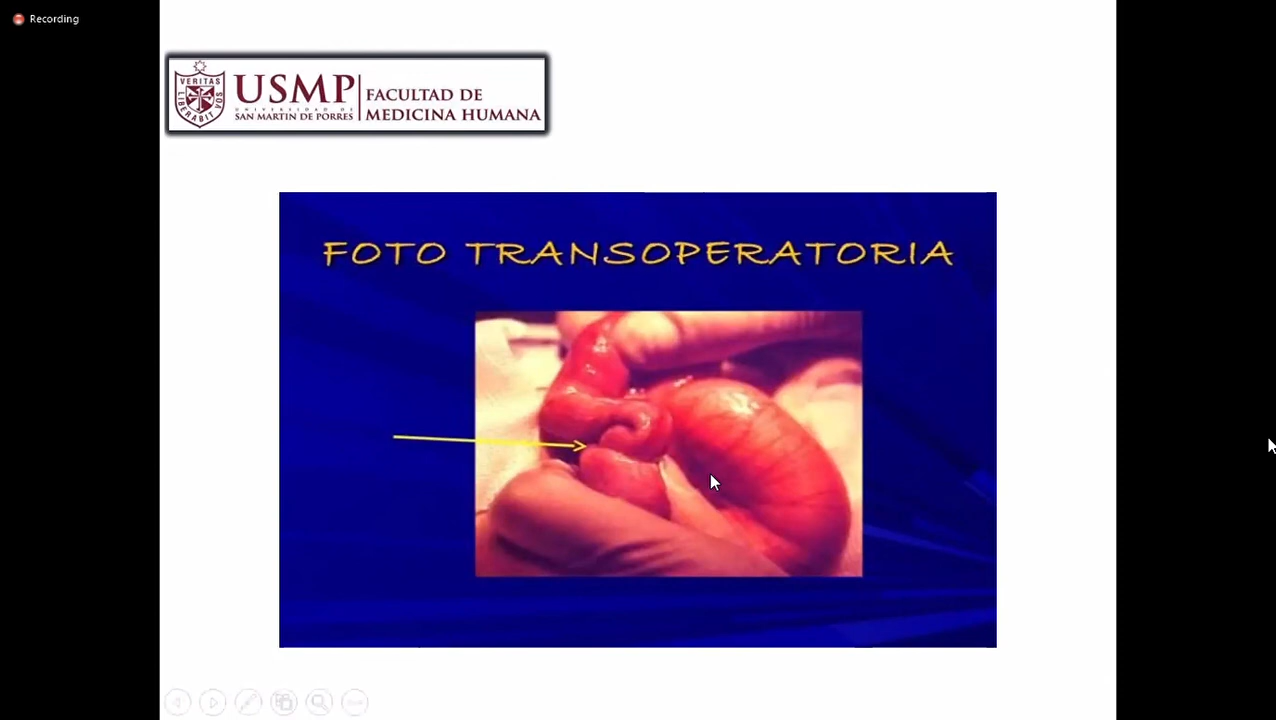 Recording
VERITAS
LIBERABIT VOS
USMP
UNIVERSIDAD DE
SAN MARTIN DE PORRES
FACULTAD DE
MEDICINA HUMANA
FOTO TRANSOPERATORIA